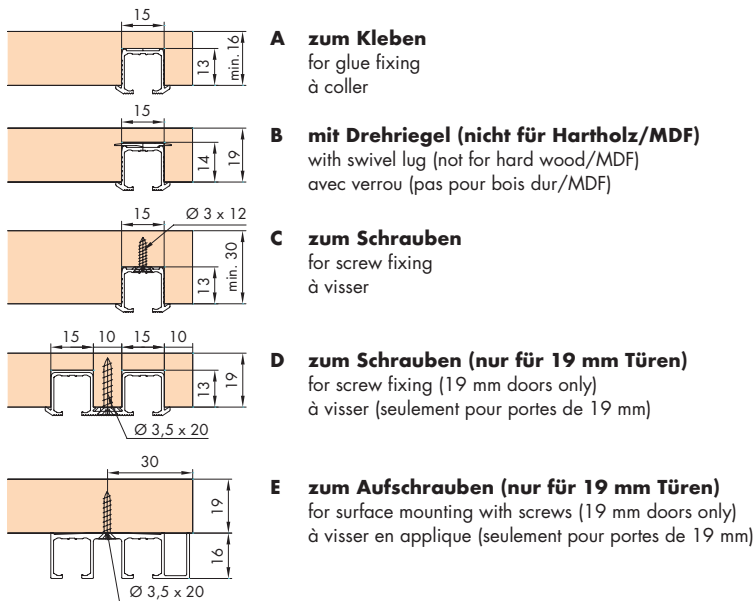 15
13
min. 16
A zum Kleben
for glue fixing
à coller
15
14
19
B mit Drehriegel (nicht für Hartholz/MDF)
with swivel lug (not for hard wood/MDF)
avec verrou (pas pour bois dur/MDF)
15
Ø 3 x 12
13
min. 30
C zum Schrauben
for screw fixing
à visser
15 10 15 10
13
19
Ø 3,5 x 20
D zum Schrauben (nur für 19 mm Türen)
for screw fixing (19 mm doors only)
à visser (seulement pour portes de 19 mm)
30
19
16
Ø 3,5 x 20
E zum Aufschrauben (nur für 19 mm Türen)
for surface mounting with screws (19 mm doors only)
à visser en applique (seulement pour portes de 19 mm)